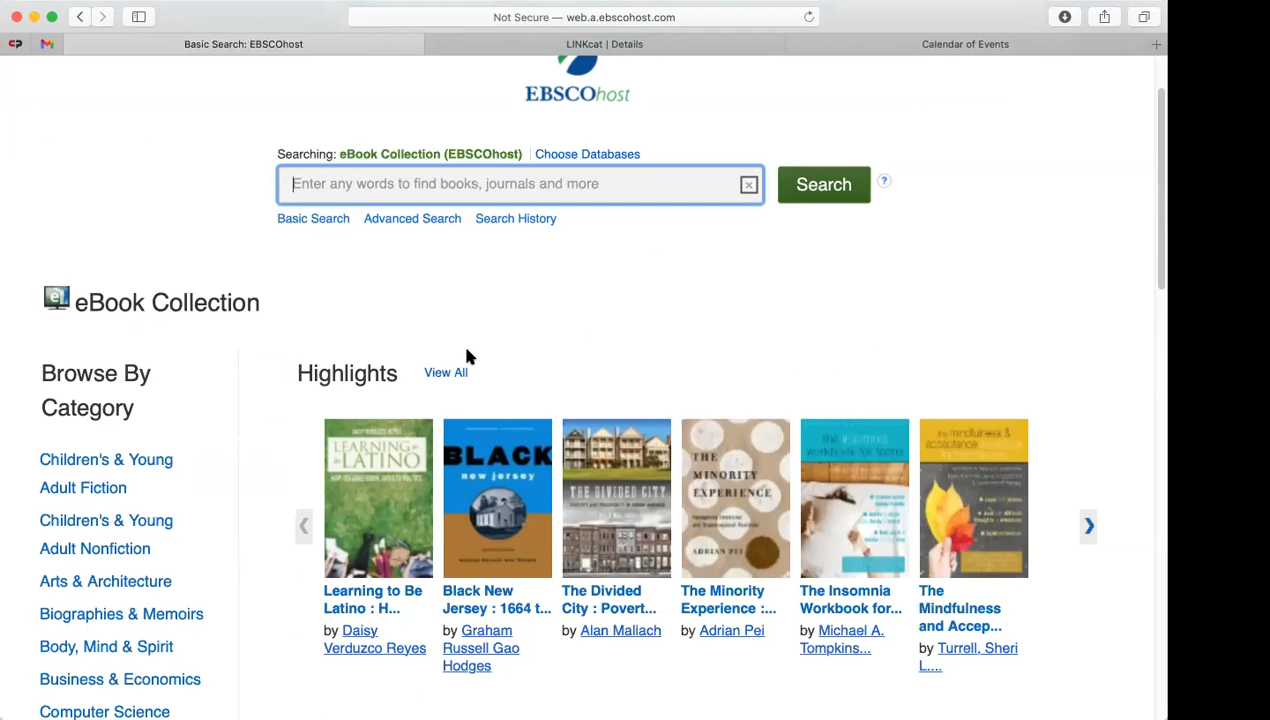 Not Secure — web.a.ebscohost.com
Basic Search: EBSCOhost
LINKcat | Details
Calendar of Events
EBSCOhost
Searching: eBook Collection (EBSCOhost)
Choose Databases
Enter any words to find books, journals and more
Search
?
Basic Search
Advanced Search
Search History
eBook Collection
Browse By
Category
Children's & Young
Adult Fiction
Children's & Young
Adult Nonfiction
Arts & Architecture
Biographies & Memoirs
Body, Mind & Spirit
Business & Economics
Computer Science
Highlights
View All
LEARNING to be
LATINO
Learning to Be
Latino : H...
by Daisy
Verduzco Reyes
BLACK
new jersey
Black New
Jersey : 1664 t...
by Graham
Russell Gao
Hodges
THE DIVIDED CITY
The Divided
City : Povert...
by Alan Mallach
THE
MINORITY
EXPERIENCE
ADRIAN PEI
The Minority
Experience :...
by Adrian Pei
the insomnia
workbook for teens
The Insomnia
Workbook for...
by Michael A.
Tompkins...
the mindfulness &
acceptance
The
Mindfulness
and Accep...
by Turrell, Sheri
L....